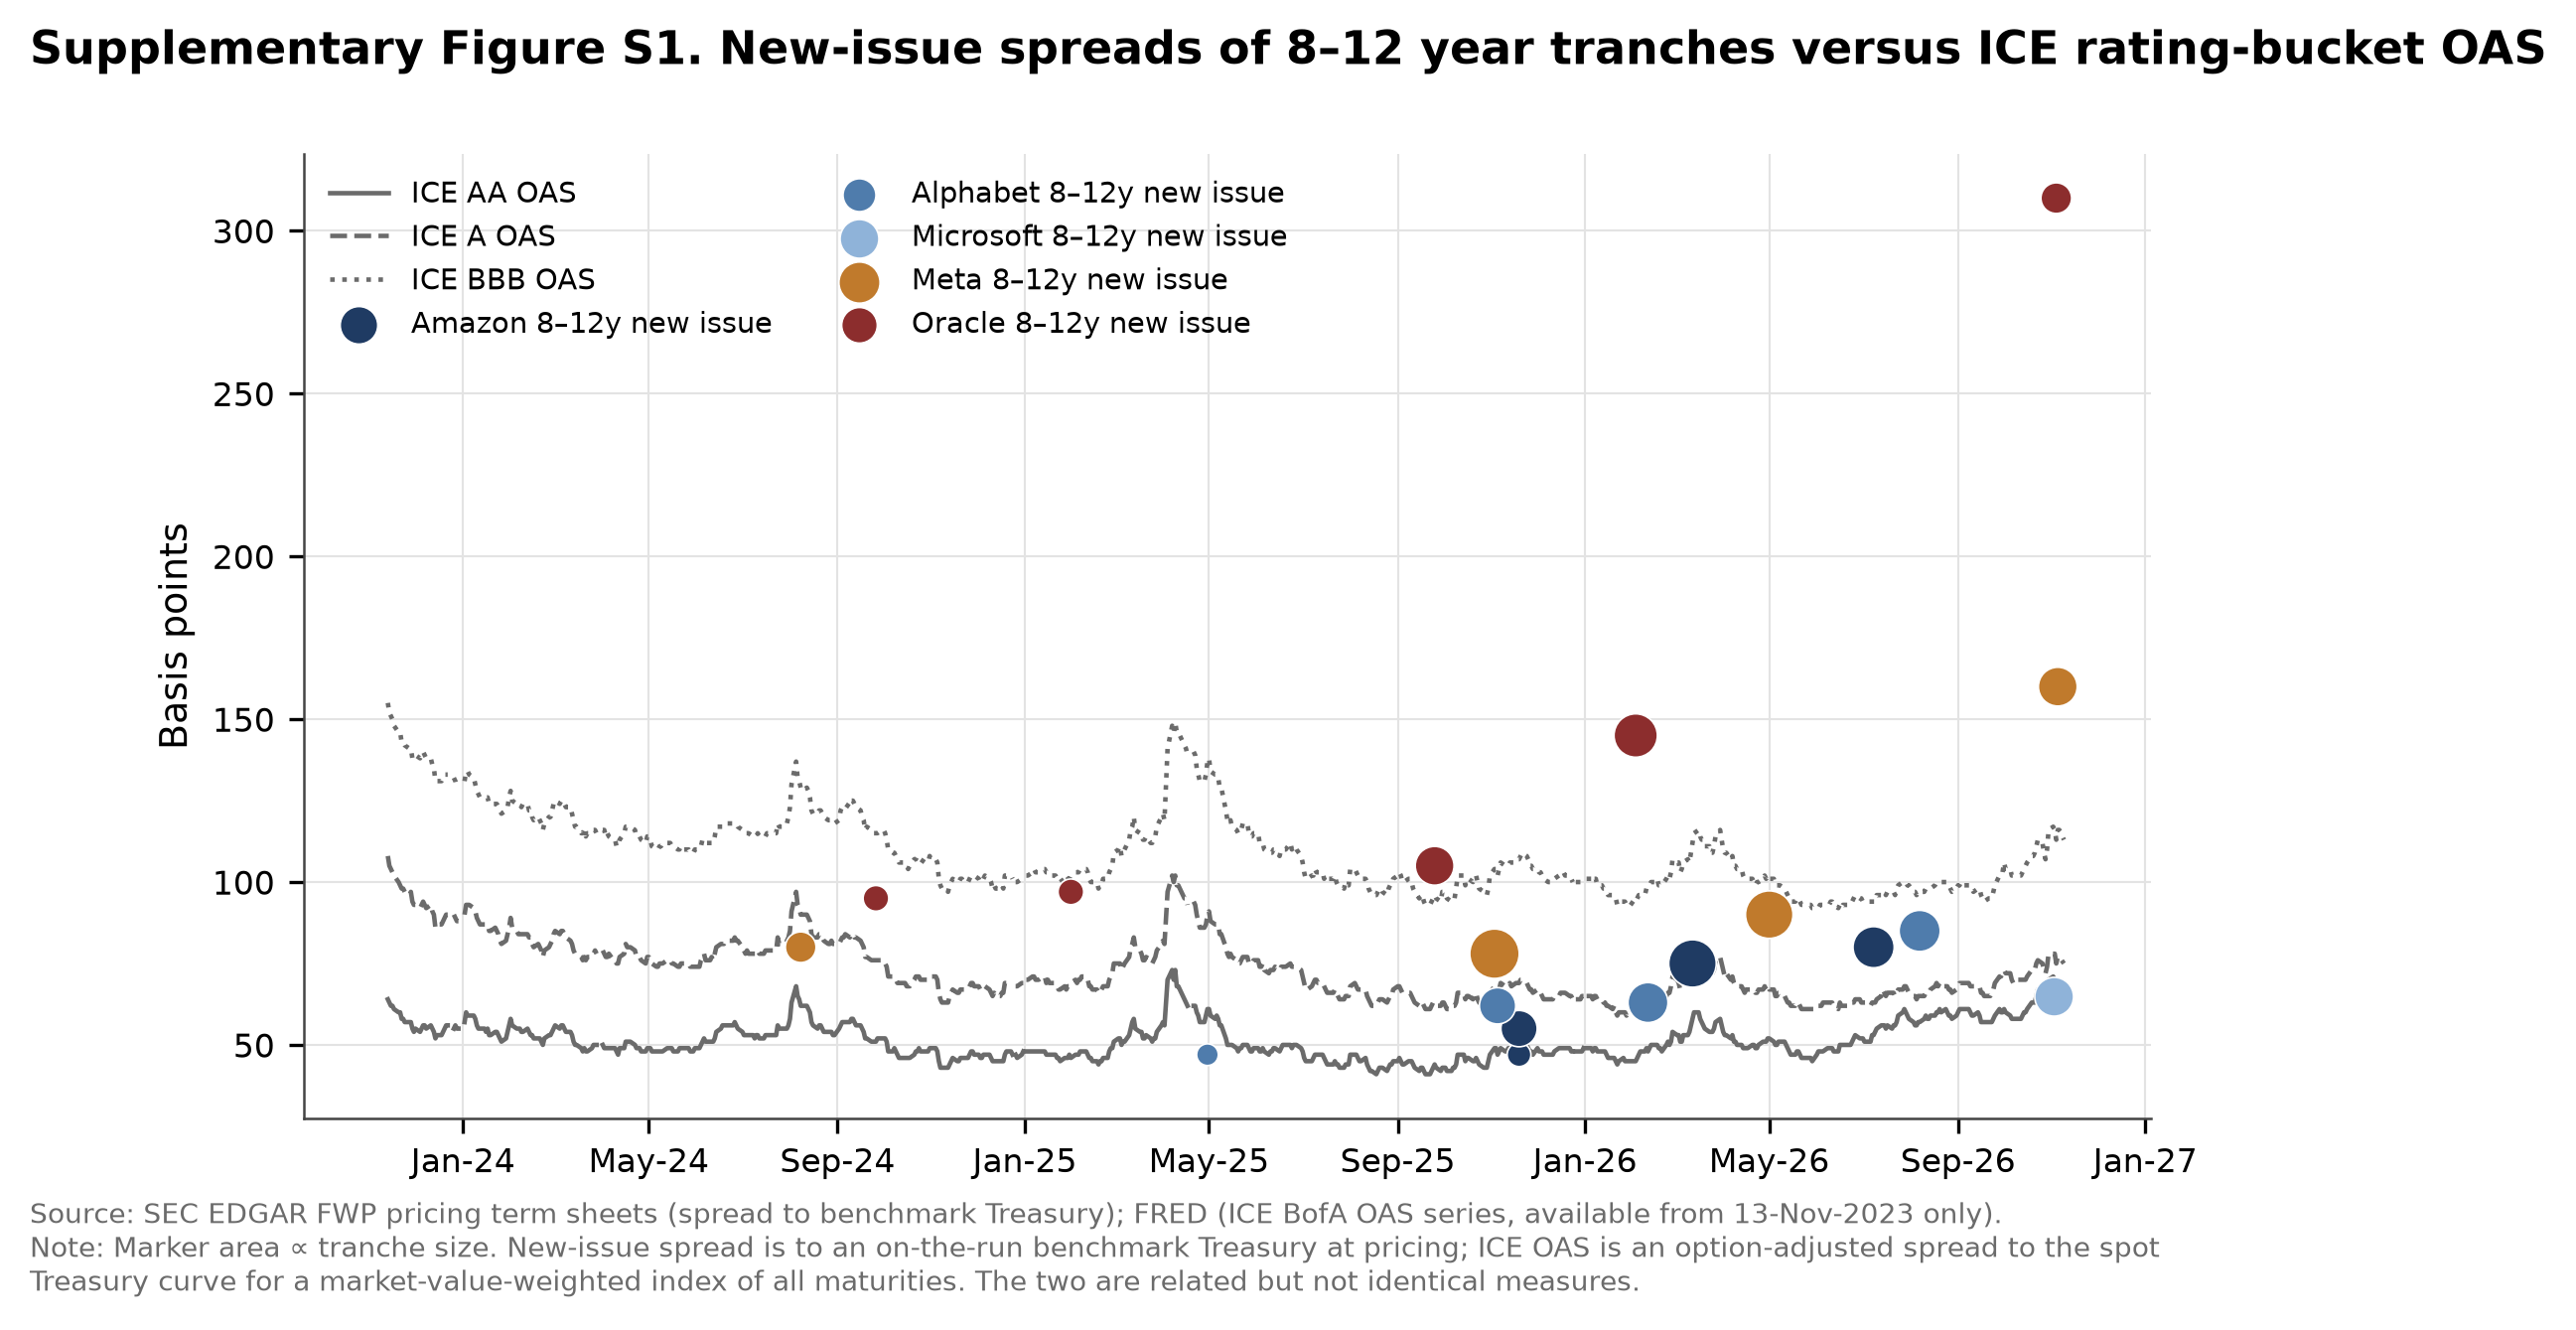 Supplementary Figure S1. New-issue spreads of 8–12 year tranches versus ICE rating-bucket OAS
ICE AA OAS
ICE A OAS
ICE BBB OAS
Amazon 8–12y new issue
Alphabet 8–12y new issue
Microsoft 8–12y new issue
Meta 8–12y new issue
Oracle 8–12y new issue
Basis points
300
250
200
150
100
50
Jan-24 May-24 Sep-24 Jan-25 May-25 Sep-25 Jan-26 May-26 Sep-26 Jan-27
Source: SEC EDGAR FWP pricing term sheets (spread to benchmark Treasury); FRED (ICE BofA OAS series, available from 13-Nov-2023 only).
Note: Marker area ∝ tranche size. New-issue spread is to an on-the-run benchmark Treasury at pricing; ICE OAS is an option-adjusted spread to the spot
Treasury curve for a market-value-weighted index of all maturities. The two are related but not identical measures.